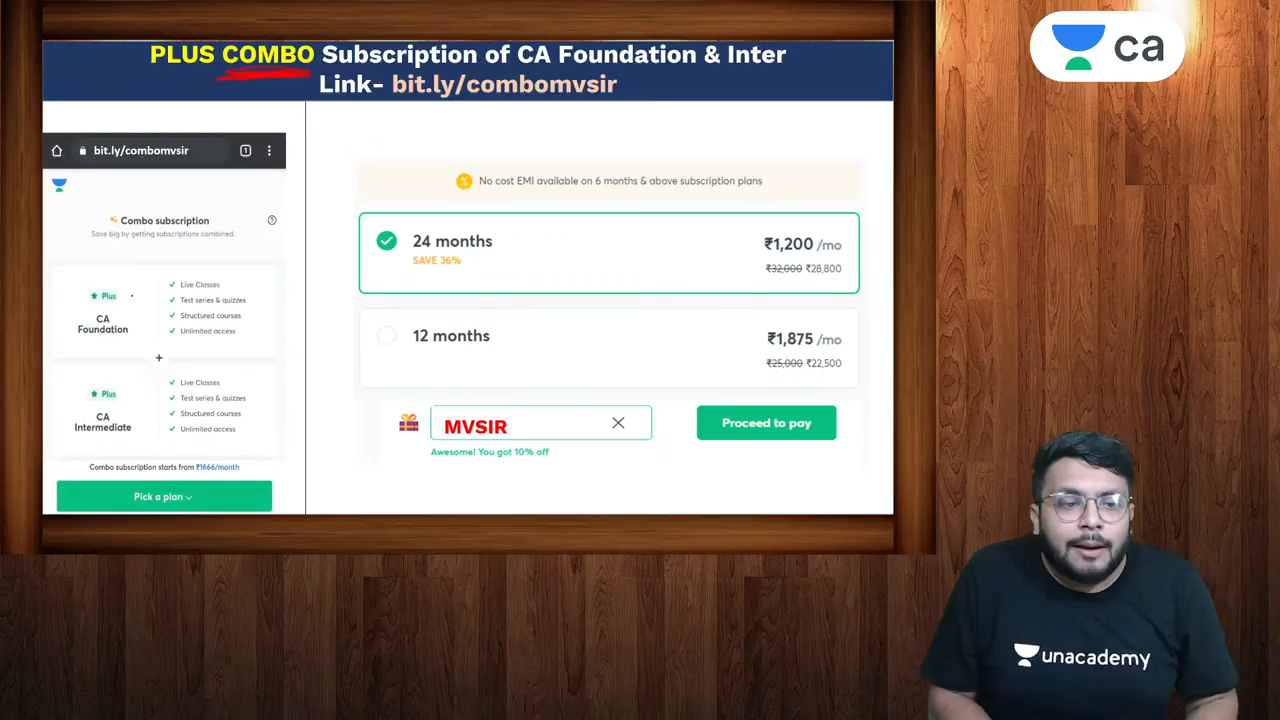 PLUS COMBO Subscription of CA Foundation & Inter
Link- bit.ly/combomvsir
ca
bit.ly/combomvsir
1
Combo subscription
Save big by getting subscriptions combined.
Plus
CA
Foundation
Live Classes
Test series & quizzes
Structured courses
Unlimited access
+
Plus
CA
Intermediate
Live Classes
Test series & quizzes
Structured courses
Unlimited access
Combo subscription starts from ₹1666/month
Pick a plan
No cost EMI available on 6 months & above subscription plans
24 months
SAVE 36%
₹1,200 /mo
₹32,000 ₹28,800
12 months
₹1,875 /mo
₹25,000 ₹22,500
MVSIR
Awesome! You got 10% off
Proceed to pay
unacademy